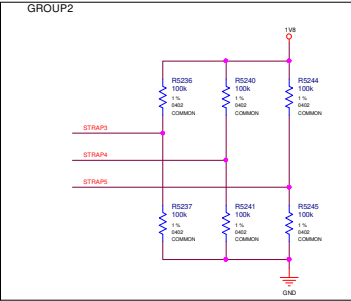 GROUP2
1V8
R5236
100k
1 %
0402
COMMON
R5240
100k
1 %
0402
COMMON
R5244
100k
1 %
0402
COMMON
STRAP3
STRAP4
STRAP5
R5237
100k
1 %
0402
COMMON
R5241
100k
1 %
0402
COMMON
R5245
100k
1 %
0402
COMMON
GND